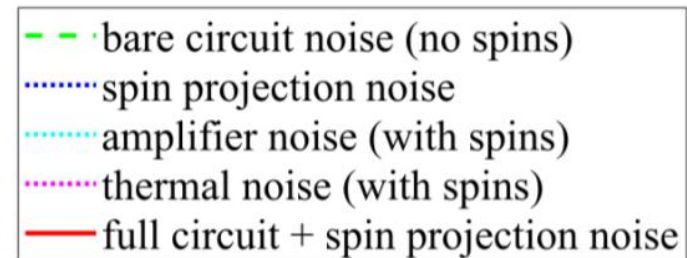 bare circuit noise (no spins)
spin projection noise
amplifier noise (with spins)
thermal noise (with spins)
full circuit + spin projection noise